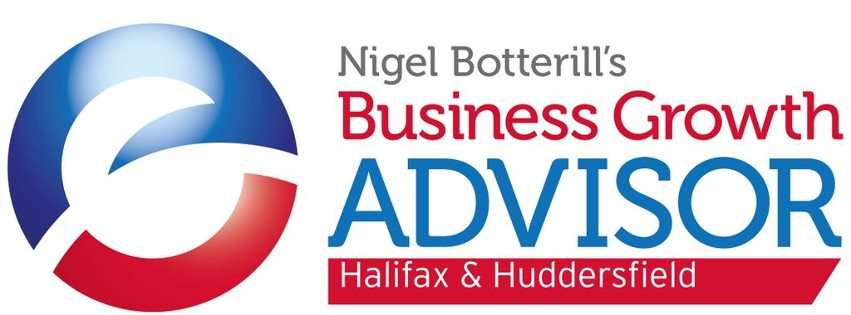 Nigel Botterill's
Business Growth
ADVISOR
Halifax & Huddersfield